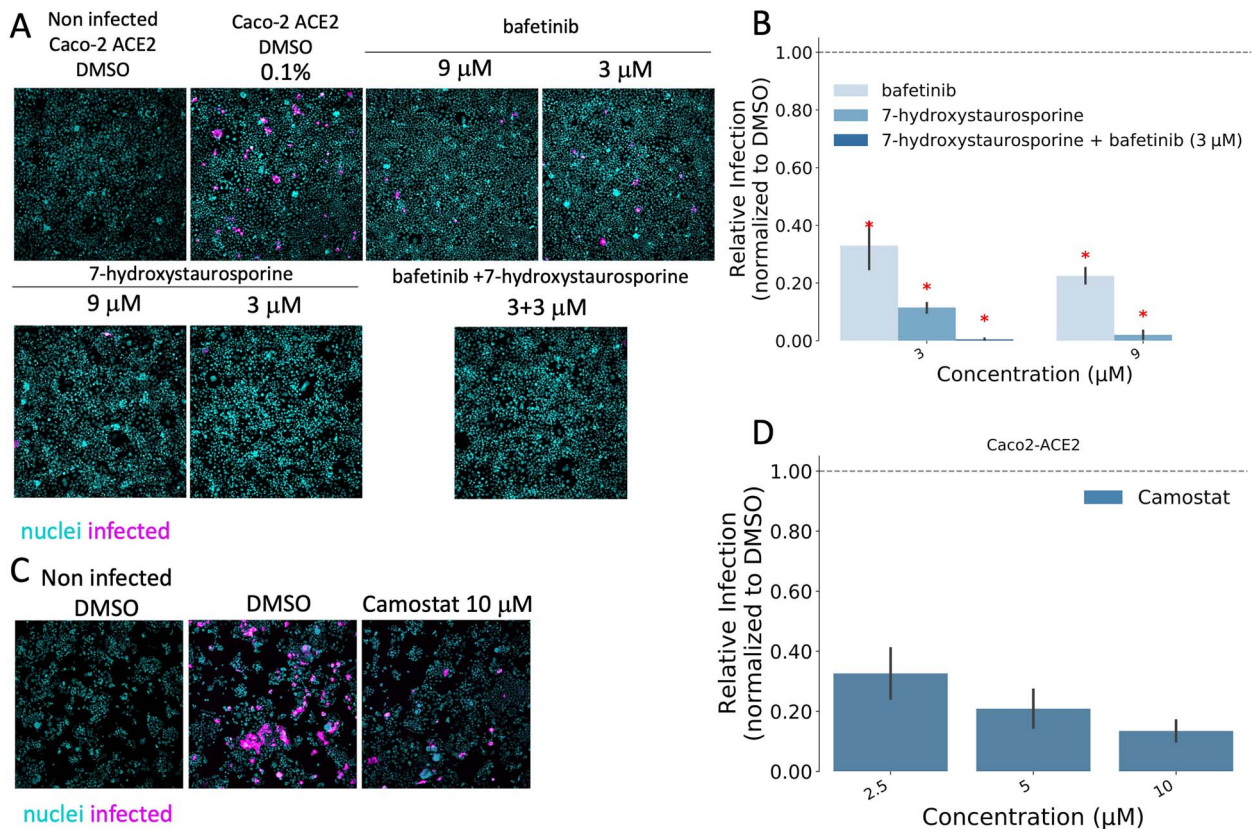 A
Non infected
Caco-2 ACE2
DMSO
Caco-2 ACE2
DMSO
0.1%
bafetinib
9 μM
3 μM
7-hydroxystaurosporine
9 μM
3 μM
bafetinib +7-hydroxystaurosporine
3+3 μM
nuclei infected
B
Relative Infection
(normalized to DMSO)
1.00
0.80
0.60
0.40
0.20
0.00
bafetinib
7-hydroxystaurosporine
7-hydroxystaurosporine + bafetinib (3 μM)
*
*
*
*
*
3
9
Concentration (μM)
C
Non infected
DMSO
DMSO
Camostat 10 μM
nuclei infected
D
Caco2-ACE2
Relative Infection
(normalized to DMSO)
1.00
0.80
0.60
0.40
0.20
0.00
Camostat
2.5
5
10
Concentration (μM)